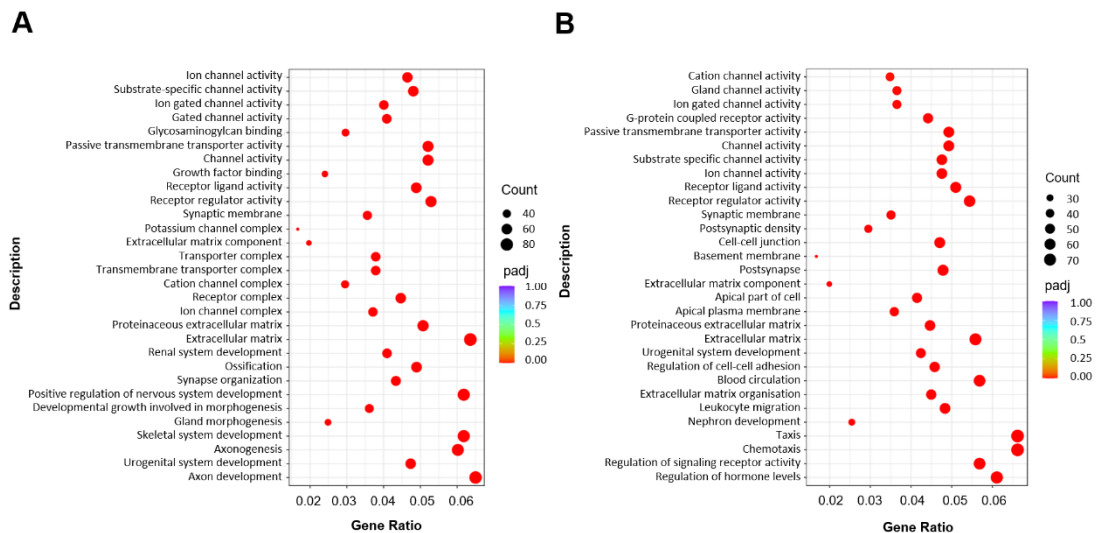 A
Ion channel activity
Substrate-specific channel activity
Ion gated channel activity
Gated channel activity
Glycosaminogylcan binding
Passive transmembrane transporter activity
Channel activity
Growth factor binding
Receptor ligand activity
Receptor regulator activity
Synaptic membrane
Potassium channel complex
Extracellular matrix component
Transporter complex
Transmembrane transporter complex
Cation channel complex
Receptor complex
Ion channel complex
Proteinaceous extracellular matrix
Extracellular matrix
Renal system development
Ossification
Synapse organization
Positive regulation of nervous system development
Developmental growth involved in morphogenesis
Gland morphogenesis
Skeletal system development
Axonogenesis
Urogenital system development
Axon development
Description
0.02 0.03 0.04 0.05 0.06
Gene Ratio
Count
40
60
80
padj
1.00
0.75
0.50
0.25
0.00
B
Cation channel activity
Gland channel activity
Ion gated channel activity
G-protein coupled receptor activity
Passive transmembrane transporter activity
Channel activity
Substrate specific channel activity
Ion channel activity
Receptor ligand activity
Receptor regulator activity
Synaptic membrane
Postsynaptic density
Cell-cell junction
Basement membrane
Postsynapse
Extracellular matrix component
Apical part of cell
Apical plasma membrane
Proteinaceous extracellular matrix
Extracellular matrix
Urogenital system development
Regulation of cell-cell adhesion
Blood circulation
Extracellular matrix organisation
Leukocyte migration
Nephron development
Taxis
Chemotaxis
Regulation of signaling receptor activity
Regulation of hormone levels
Description
0.02 0.03 0.04 0.05 0.06
Gene Ratio
Count
30
40
50
60
70
padj
1.00
0.75
0.50
0.25
0.00